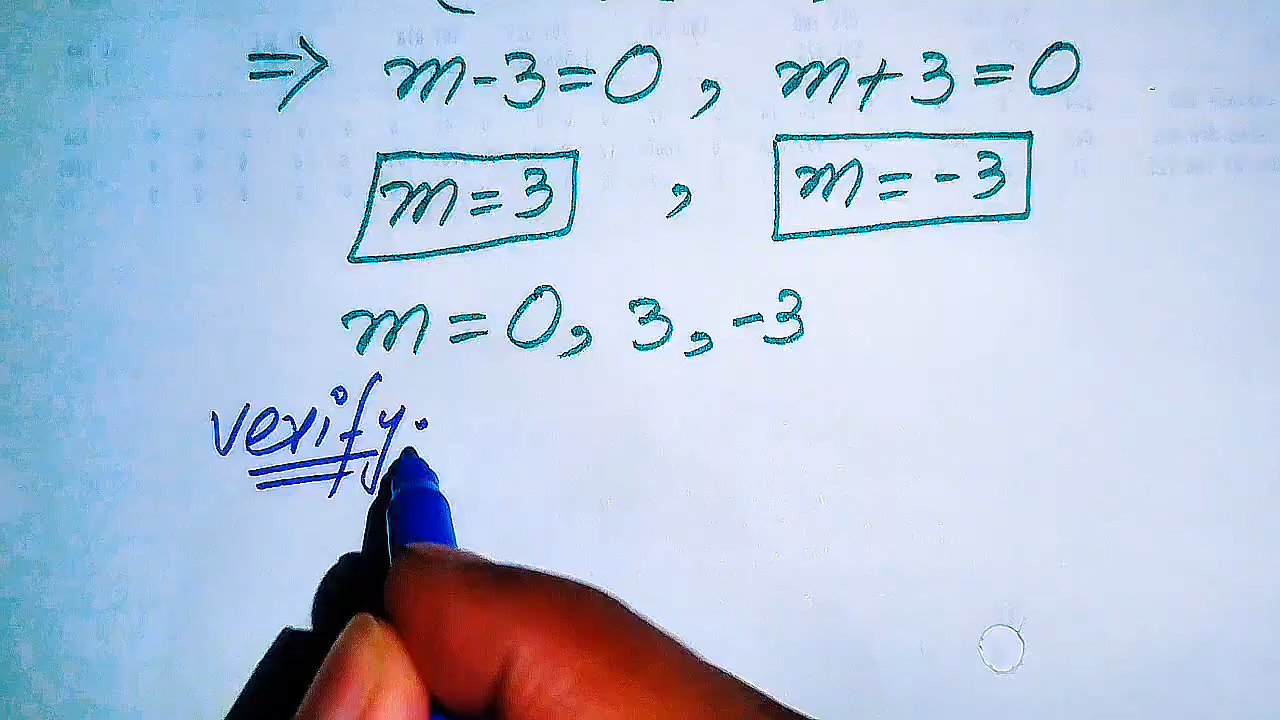 ⇒ m-3=0, m+3=0
m=3, m=-3
m=0, 3, -3
verify: